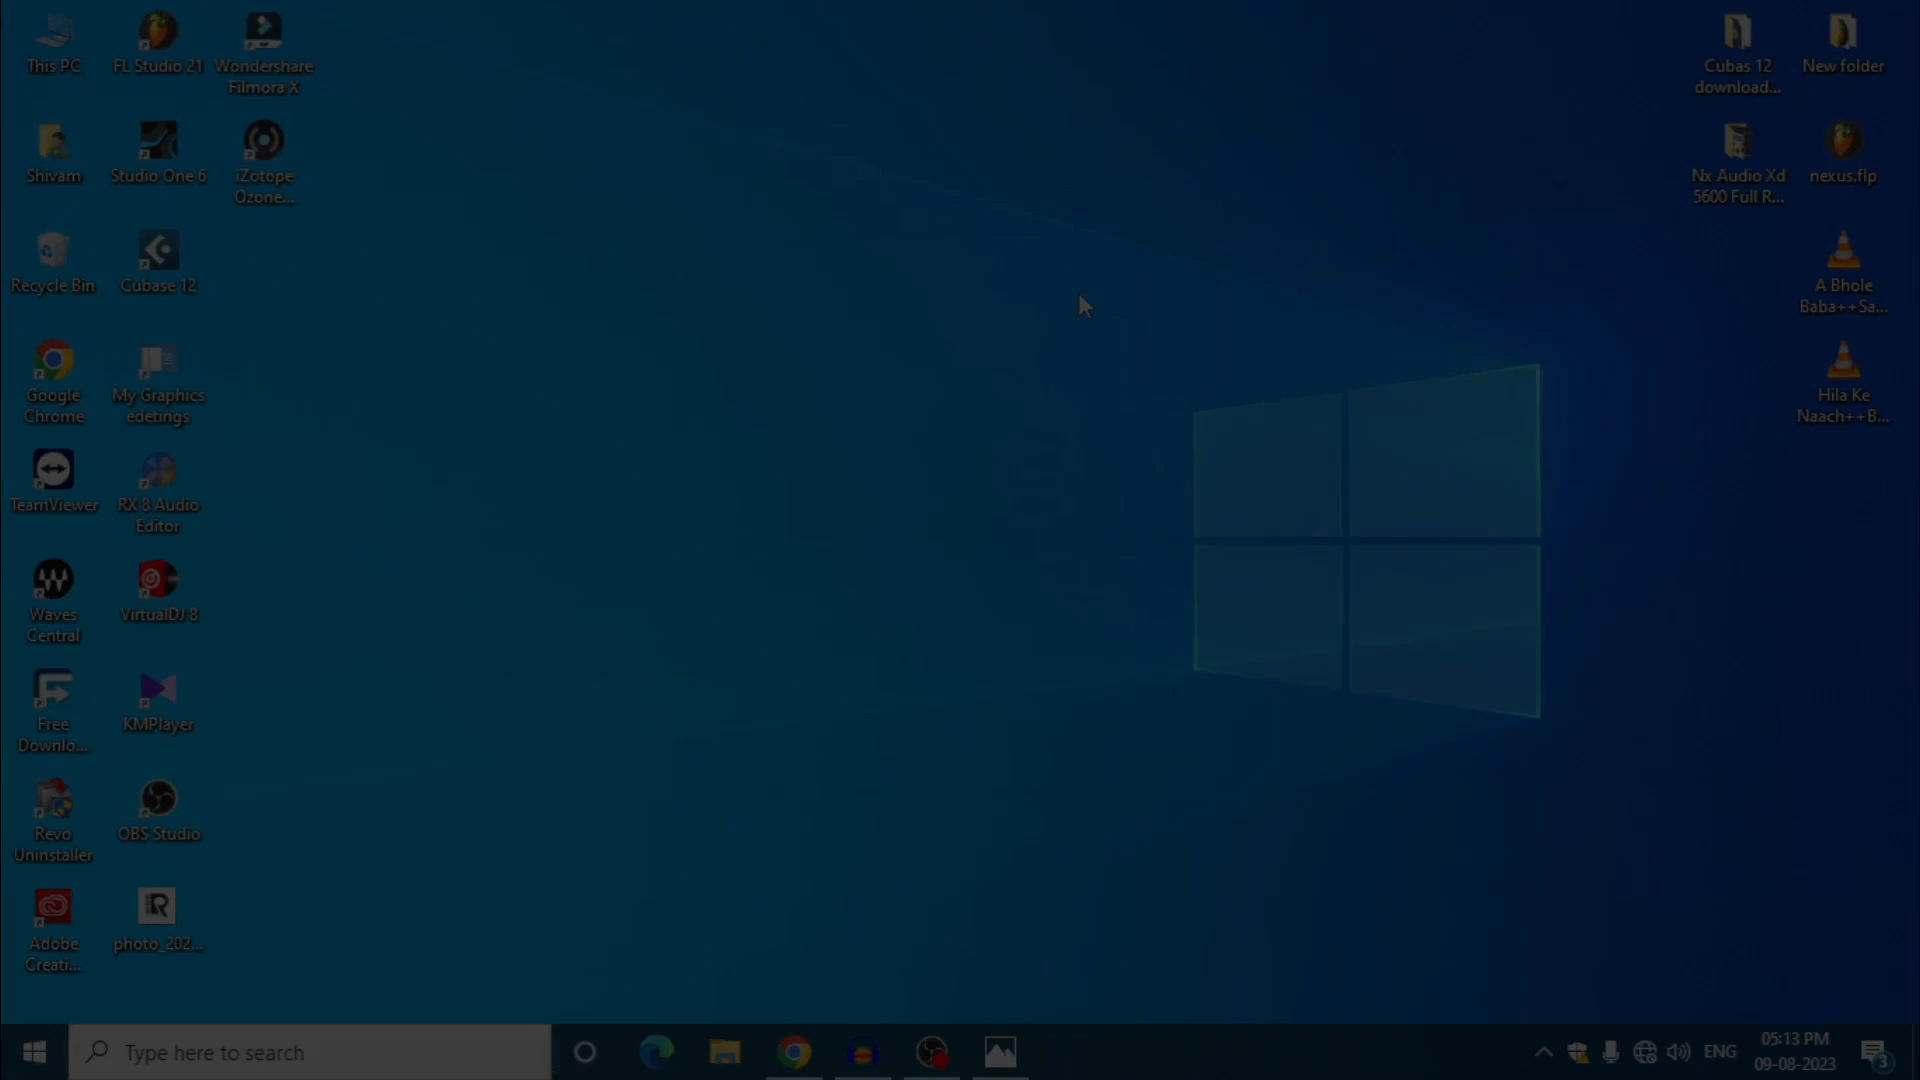 This PC
FL Studio 21
Wondershare
Filmora X
Cubas 12
download...
New folder
Shivam
Studio One 6
iZotope
Ozone...
Nx Audio Xd
5600 Full R...
nexus.flp
Recycle Bin
Cubase 12
A Bhole
Baba++Sa...
Google
Chrome
My Graphics
edetings
Hila Ke
Naach++B...
TeamViewer
RX 8 Audio
Editor
Waves
Central
VirtualDJ 8
Free
Downlo...
KMPlayer
Revo
Uninstaller
OBS Studio
Adobe
Creati...
photo_202...
Type here to search
ENG
05:13 PM
09-08-2023
3